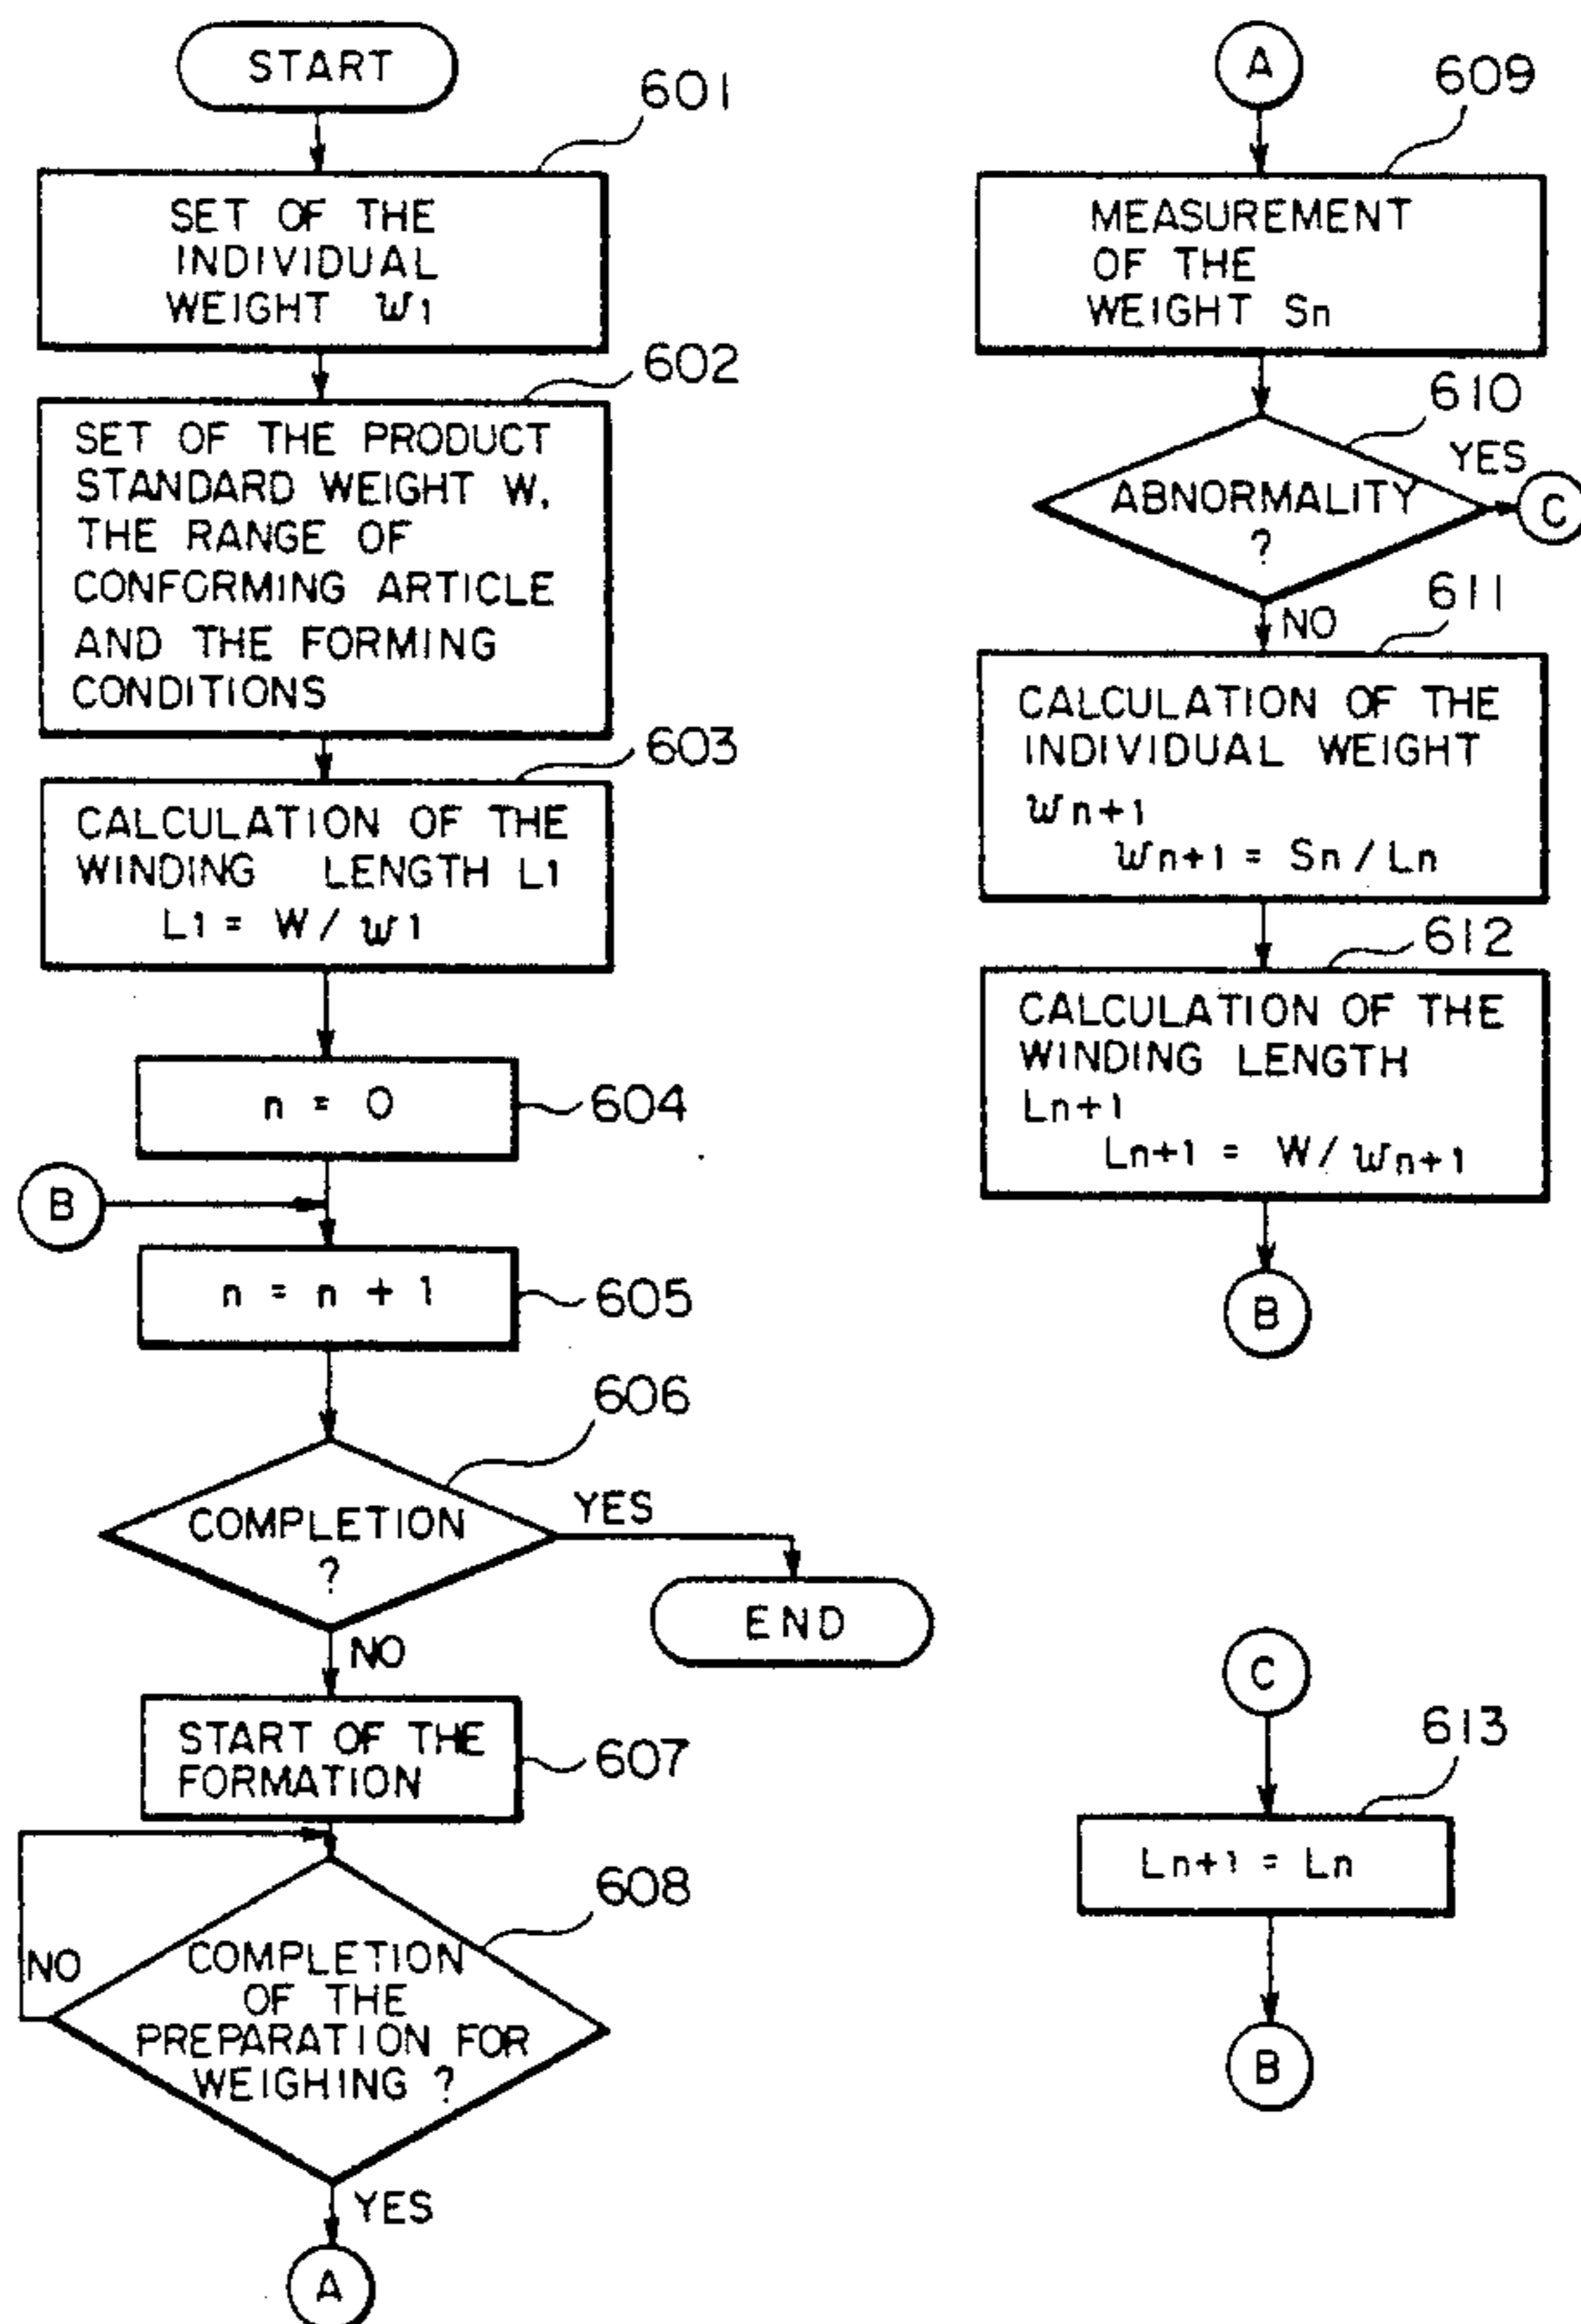 START
601
SET OF THE
INDIVIDUAL
WEIGHT w1
602
SET OF THE PRODUCT
STANDARD WEIGHT W,
THE RANGE OF
CONFORMING ARTICLE
AND THE FORMING
CONDITIONS
603
CALCULATION OF THE
WINDING LENGTH L1
L1 = W / w1
n = 0
604
B
n = n + 1
605
606
COMPLETION
?
YES
END
NO
START OF THE
FORMATION
607
608
NO
COMPLETION
OF THE
PREPARATION FOR
WEIGHING ?
YES
A
A
609
MEASUREMENT
OF THE
WEIGHT Sn
610
YES
ABNORMALITY
?
C
NO
611
CALCULATION OF THE
INDIVIDUAL WEIGHT
wn+1
wn+1 = Sn / Ln
612
CALCULATION OF THE
WINDING LENGTH
Ln+1
Ln+1 = W / wn+1
B
C
613
Ln+1 = Ln
B